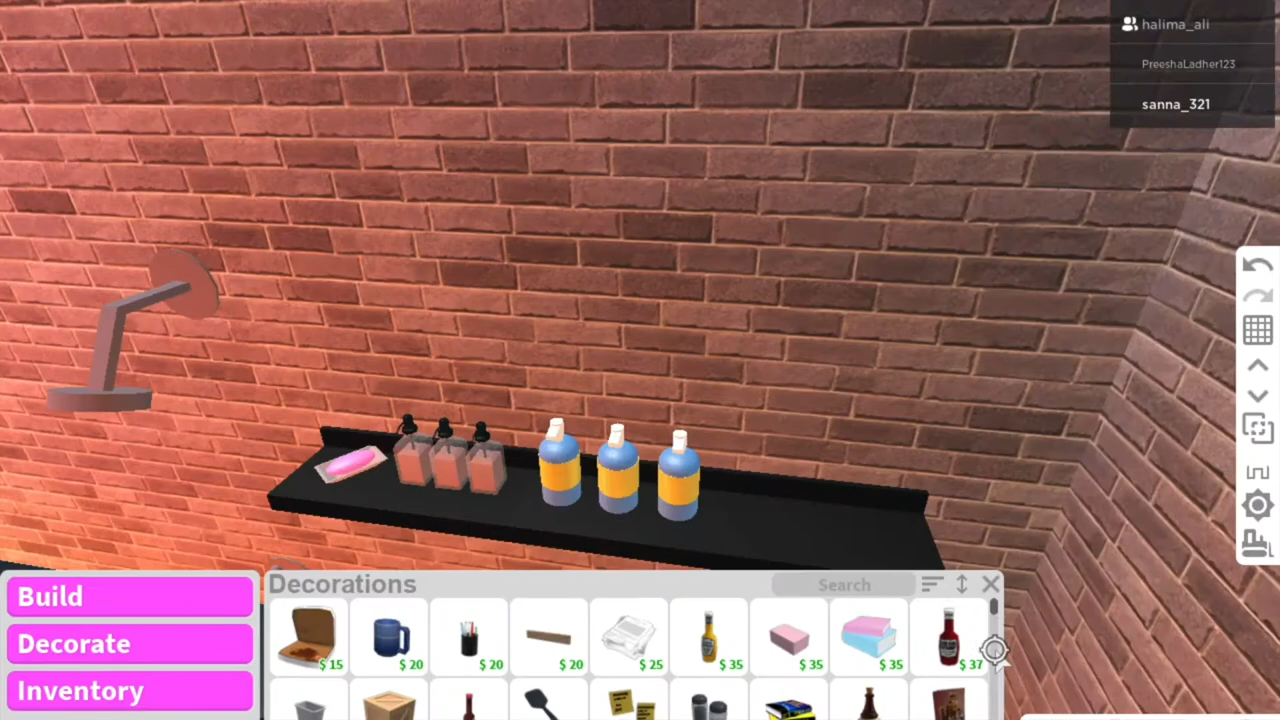 halima_ali
PreeshaLadher123
sanna_321
Decorations
Search
Build
Decorate
Inventory
$ 15
$ 20
$ 20
$ 20
$ 25
$ 35
$ 35
$ 35
$ 37